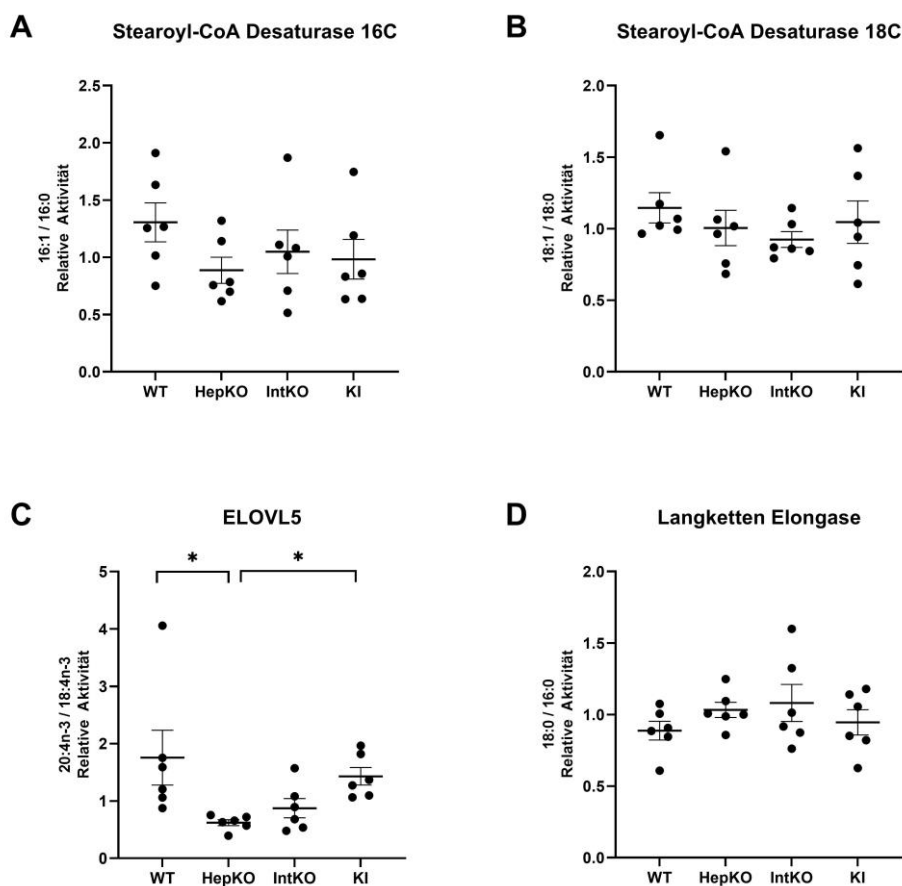 A
Stearoyl-CoA Desaturase 16C
16:1 / 16:0
Relative Aktivität
2.5
2.0
1.5
1.0
0.5
0.0
WT HepKO IntKO KI
B
Stearoyl-CoA Desaturase 18C
18:1 / 18:0
Relative Aktivität
2.0
1.5
1.0
0.5
0.0
WT HepKO IntKO KI
C
ELOVL5
20:4n-3 / 18:4n-3
Relative Aktivität
* *
5
4
3
2
1
0
WT HepKO IntKO KI
D
Langketten Elongase
18:0 / 16:0
Relative Aktivität
2.0
1.5
1.0
0.5
0.0
WT HepKO IntKO KI